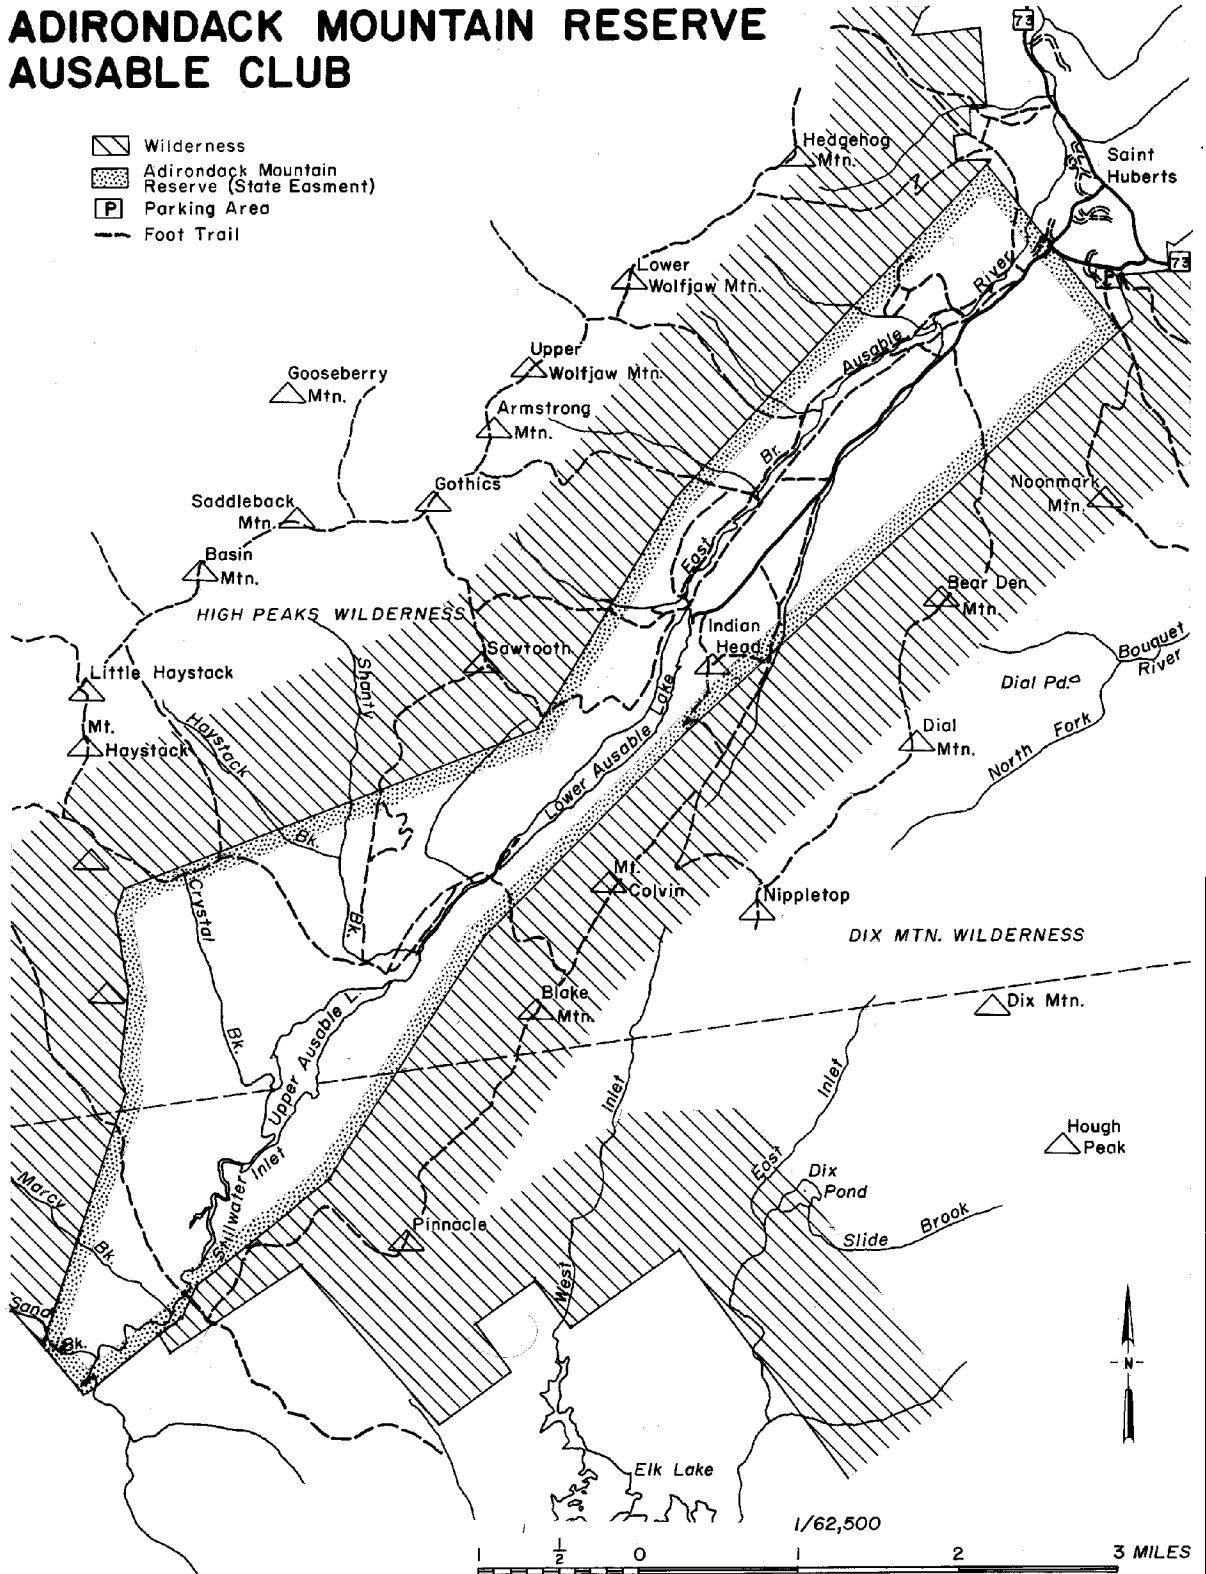 ADIRONDACK MOUNTAIN RESERVE
AUSABLE CLUB
73
Wilderness
Adirondack Mountain
Reserve (State Easment)
P Parking Area
Foot Trail
Hedgehog
Mtn.
Saint
Huberts
73
P
Lower
Wolfjaw Mtn.
River
Ausable
Br.
East
Upper
Wolfjaw Mtn.
Gooseberry
Mtn.
Armstrong
Mtn.
Gothics
Noonmark
Mtn.
Saddleback
Mtn.
Basin
Mtn.
HIGH PEAKS WILDERNESS
Bear Den
Mtn.
Indian
Head
Sawtooth
Bouquet
River
Little Haystack
Shanty
Bk.
Dial Pd.
North Fork
Mt.
Haystack
Haystack
Bk.
Dial
Mtn.
Lower Ausable Lake
Mt.
Colvin
Nippletop
Crystal
Bk.
DIX MTN. WILDERNESS
Blake
Mtn.
Dix Mtn.
Upper Ausable L.
Inlet
West
Inlet
East
Hough
Peak
Dix
Pond
Slide Brook
Stillwater Inlet
Marcy
Bk.
Pinnacle
Sand
Bk.
N
Elk Lake
1/62,500
1 1/2 0 1 2 3 MILES